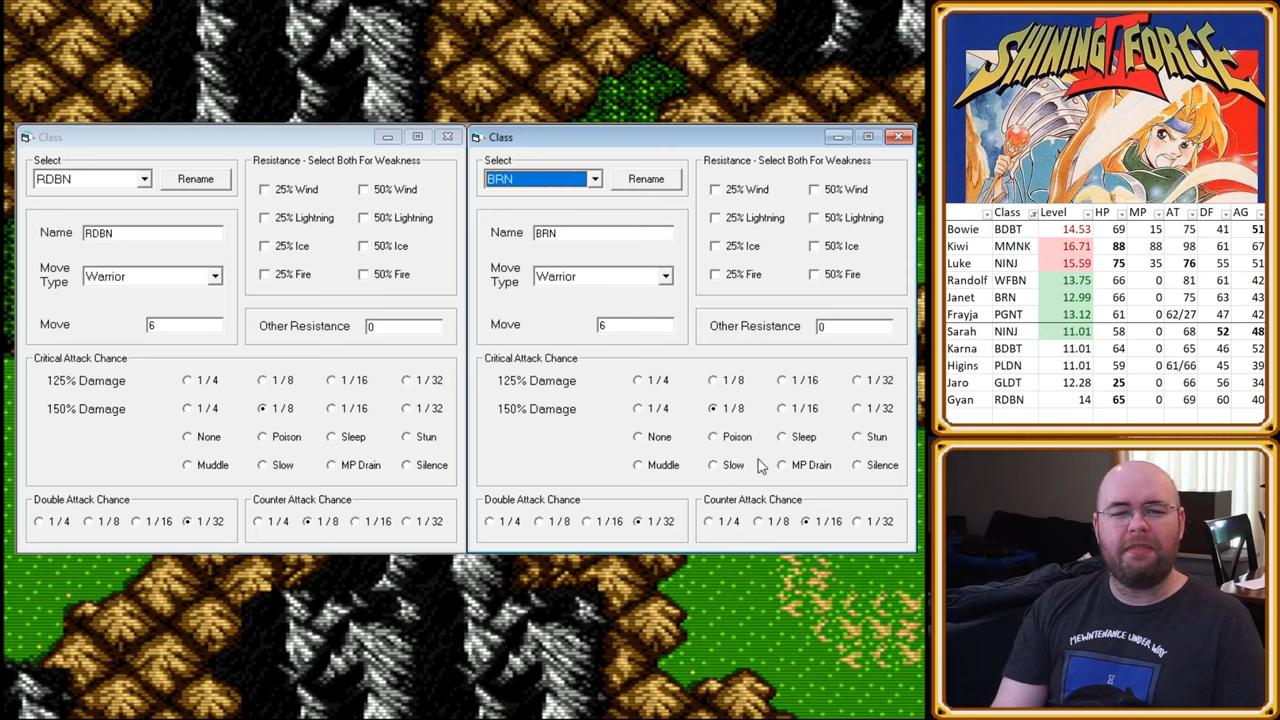 Class
Select
RDBN
Rename
Name RDBN
Move Type Warrior
Move 6
Resistance - Select Both For Weakness
25% Wind 50% Wind
25% Lightning 50% Lightning
25% Ice 50% Ice
25% Fire 50% Fire
Other Resistance 0
Critical Attack Chance
125% Damage 1 / 4 1 / 8 1 / 16 1 / 32
150% Damage 1 / 4 1 / 8 1 / 16 1 / 32
None Poison Sleep Stun
Muddle Slow MP Drain Silence
Double Attack Chance
1 / 4 1 / 8 1 / 16 1 / 32
Counter Attack Chance
1 / 4 1 / 8 1 / 16 1 / 32
Class
Select
BRN
Rename
Name BRN
Move Type Warrior
Move 6
Resistance - Select Both For Weakness
25% Wind 50% Wind
25% Lightning 50% Lightning
25% Ice 50% Ice
25% Fire 50% Fire
Other Resistance 0
Critical Attack Chance
125% Damage 1 / 4 1 / 8 1 / 16 1 / 32
150% Damage 1 / 4 1 / 8 1 / 16 1 / 32
None Poison Sleep Stun
Muddle Slow MP Drain Silence
Double Attack Chance
1 / 4 1 / 8 1 / 16 1 / 32
Counter Attack Chance
1 / 4 1 / 8 1 / 16 1 / 32
SHINING FORCE II
Class Level HP MP AT DF AG
Bowie BDBT 14.53 69 15 75 41 51
Kiwi MMNK 16.71 88 88 98 61 67
Luke NINJ 15.59 75 35 76 55 51
Randolf WFBN 13.75 66 0 81 61 42
Janet BRN 12.99 66 0 75 63 43
Frayja PGNT 13.12 61 0 62/27 47 42
Sarah NINJ 11.01 58 0 68 52 48
Karna BDBT 11.01 64 0 65 46 52
Higins PLDN 11.01 59 0 61/66 45 39
Jaro GLDT 12.28 25 0 66 56 34
Gyan RDBN 14 65 0 69 60 40
MEWNTENANCE UNDER WAY